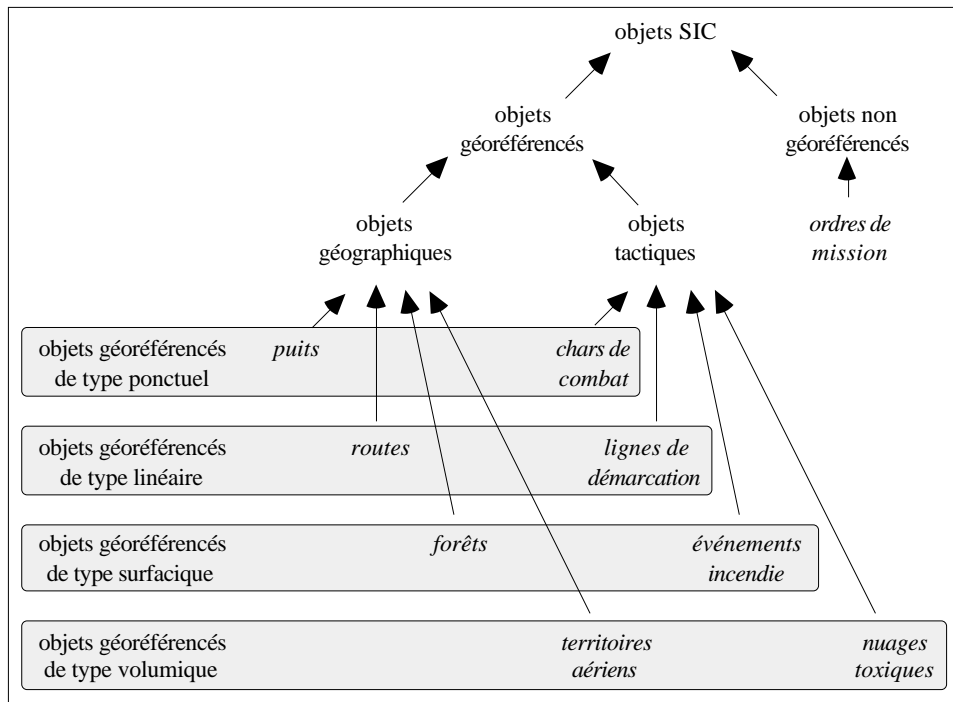 objets SIC
objets
géoréférencés
objets non
géoréférencés
objets
géographiques
objets
tactiques
ordres de
mission
objets géoréférencés
de type ponctuel
puits
chars de
combat
objets géoréférencés
de type linéaire
routes
lignes de
démarcation
objets géoréférencés
de type surfacique
forêts
événements
incendie
objets géoréférencés
de type volumique
territoires
aériens
nuages
toxiques